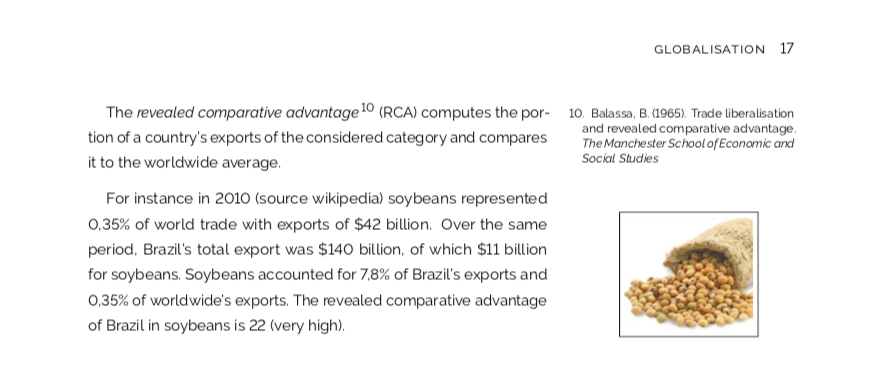 GLOBALISATION 17
The revealed comparative advantage10 (RCA) computes the por-
tion of a country's exports of the considered category and compares
it to the worldwide average.
For instance in 2010 (source wikipedia) soybeans represented
0,35% of world trade with exports of $42 billion. Over the same
period, Brazil's total export was $140 billion, of which $11 billion
for soybeans. Soybeans accounted for 7,8% of Brazil's exports and
0,35% of worldwide's exports. The revealed comparative advantage
of Brazil in soybeans is 22 (very high).
10. Balassa, B. (1965). Trade liberalisation
and revealed comparative advantage.
The Manchester School of Economic and
Social Studies